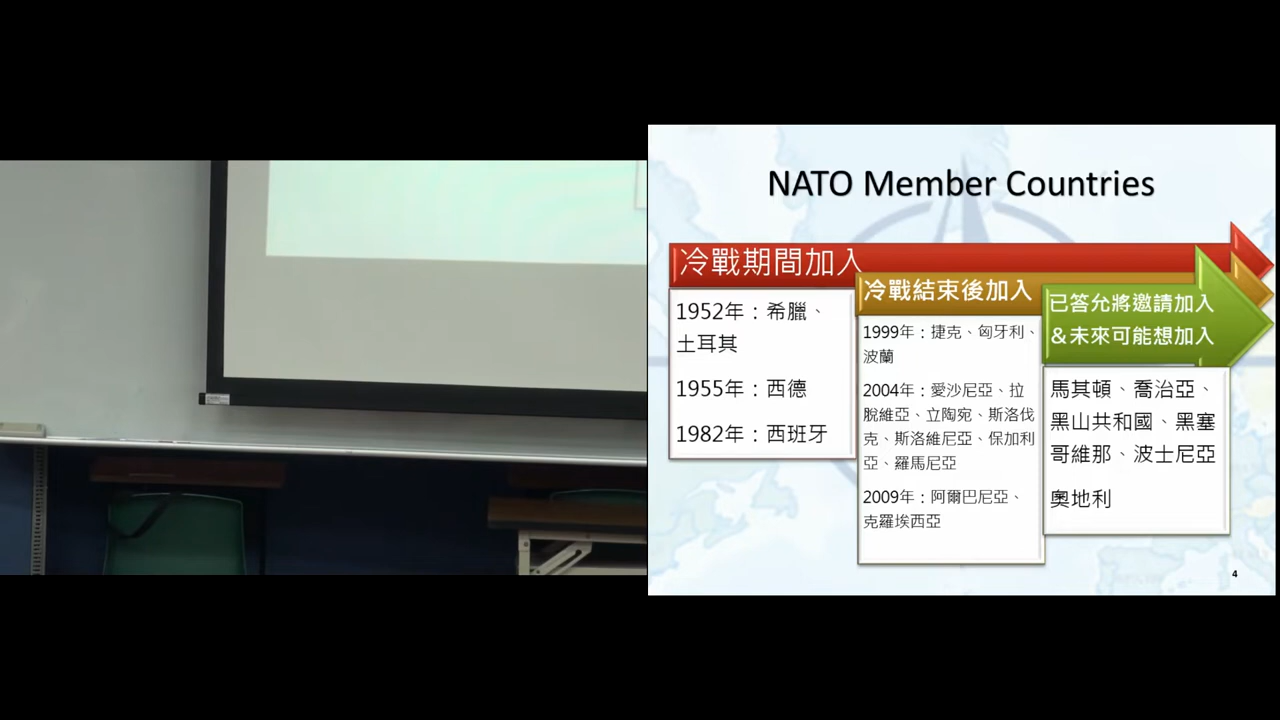 NATO Member Countries
冷戰期間加入
1952年：希臘、
土耳其
1955年：西德
1982年：西班牙
冷戰結束後加入
1999年：捷克、匈牙利、
波蘭
2004年：愛沙尼亞、拉
脫維亞、立陶宛、斯洛伐
克、斯洛維尼亞、保加利
亞、羅馬尼亞
2009年：阿爾巴尼亞、
克羅埃西亞
已答允將邀請加入
＆未來可能想加入
馬其頓、喬治亞、
黑山共和國、黑塞
哥維那、波士尼亞
奧地利
4